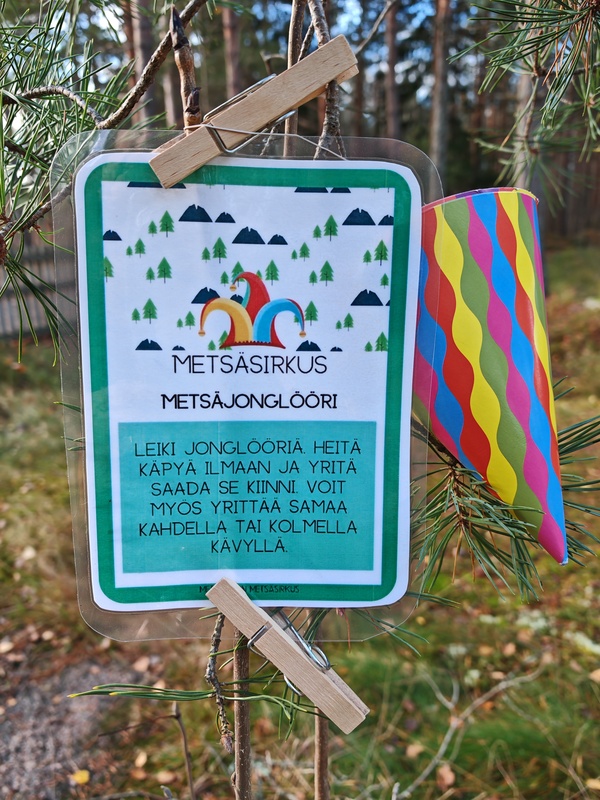 METSÄSIRKUS
METSÄJONGLÖÖRI
LEIKI JONGLÖÖRIÄ. HEITÄ
KÄPYÄ ILMAAN JA YRITÄ
SAADA SE KIINNI. VOIT
MYÖS YRITTÄÄ SAMAA
KAHDELLA TAI KOLMELLA
KÄVYLLÄ.
METSÄSIRKUS